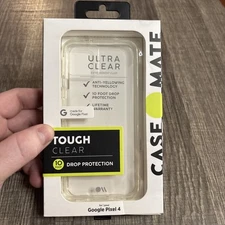 ULTRA
CLEAR
ANTI-YELLOWING
TECHNOLOGY
10 FOOT DROP
PROTECTION
LIFETIME
WARRANTY
G
TOUGH
CLEAR
10
DROP PROTECTION
CASE MATE
Google Pixel 4